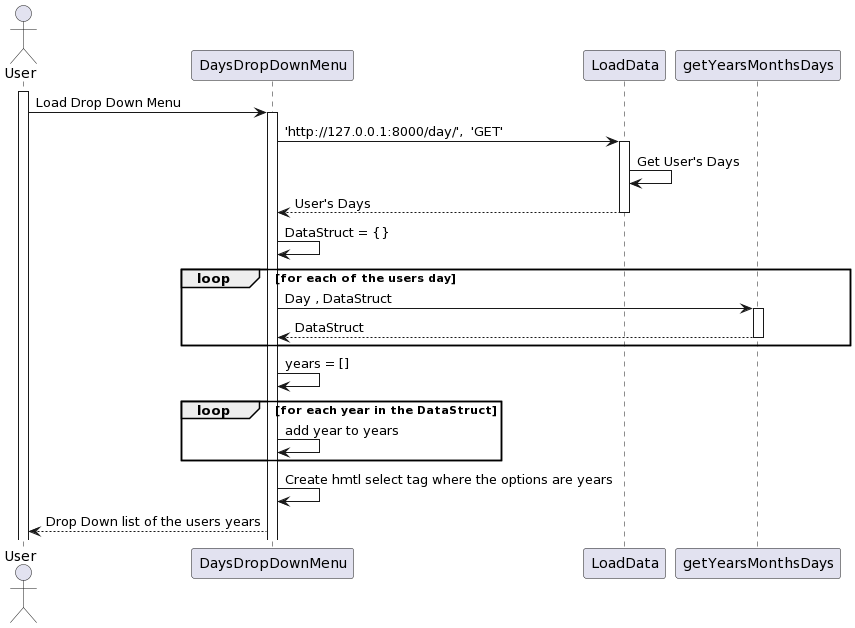 User
DaysDropDownMenu
LoadData
getYearsMonthsDays
Load Drop Down Menu
'http://127.0.0.1:8000/day/',  'GET'
Get User's Days
User's Days
DataStruct = {}
loop [for each of the users day]
Day , DataStruct
DataStruct
years = []
loop [for each year in the DataStruct]
add year to years
Create hmtl select tag where the options are years
Drop Down list of the users years
User
DaysDropDownMenu
LoadData
getYearsMonthsDays